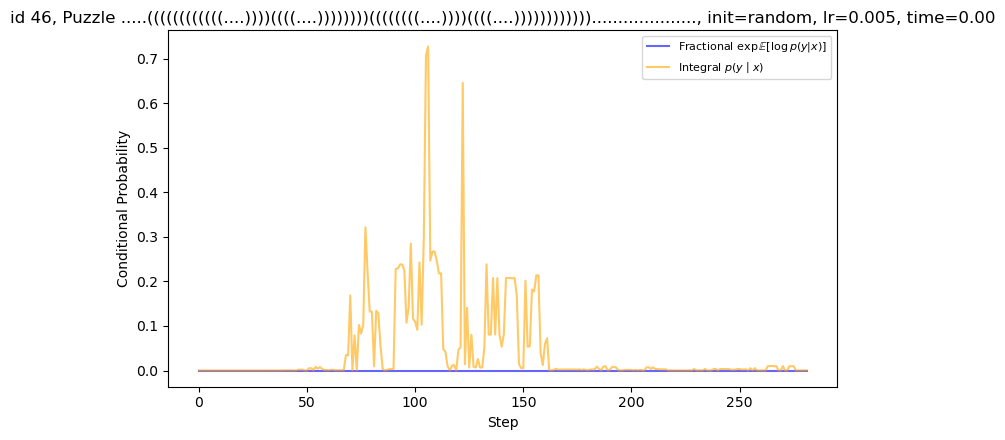 id 46, Puzzle .....((((((((((((....))))((((....))))))))((((((((....))))((((....))))))))))))...................., init=random, lr=0.005, time=0.00
Fractional exp𝔼[log p(y|x)]
Integral p(y | x)
Conditional Probability
0.7
0.6
0.5
0.4
0.3
0.2
0.1
0.0
0 50 100 150 200 250
Step